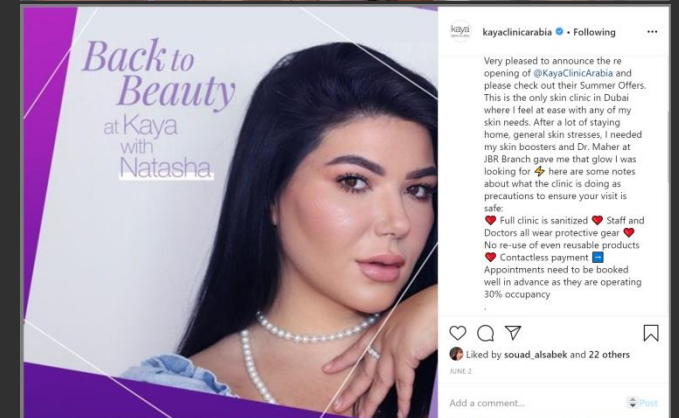 Back to
Beauty
at Kaya
with
Natasha
kaya
kayaclinicarabia • Following
Very pleased to announce the re
opening of @KayaClinicArabia and
please check out their Summer Offers.
This is the only skin clinic in Dubai
where I feel at ease with any of my
skin needs. After a lot of staying
home, general skin stresses, I needed
my skin boosters and Dr. Maher at
JBR Branch gave me that glow I was
looking for ⚡ here are some notes
about what the clinic is doing as
precautions to ensure your visit is
safe:
❤️ Full clinic is sanitized ❤️ Staff and
Doctors all wear protective gear ❤️
No re-use of even reusable products
❤️ Contactless payment ➡️
Appointments need to be booked
well in advance as they are operating
30% occupancy
.
Liked by souad_alsabek and 22 others
JUNE 2
Add a comment...
Post